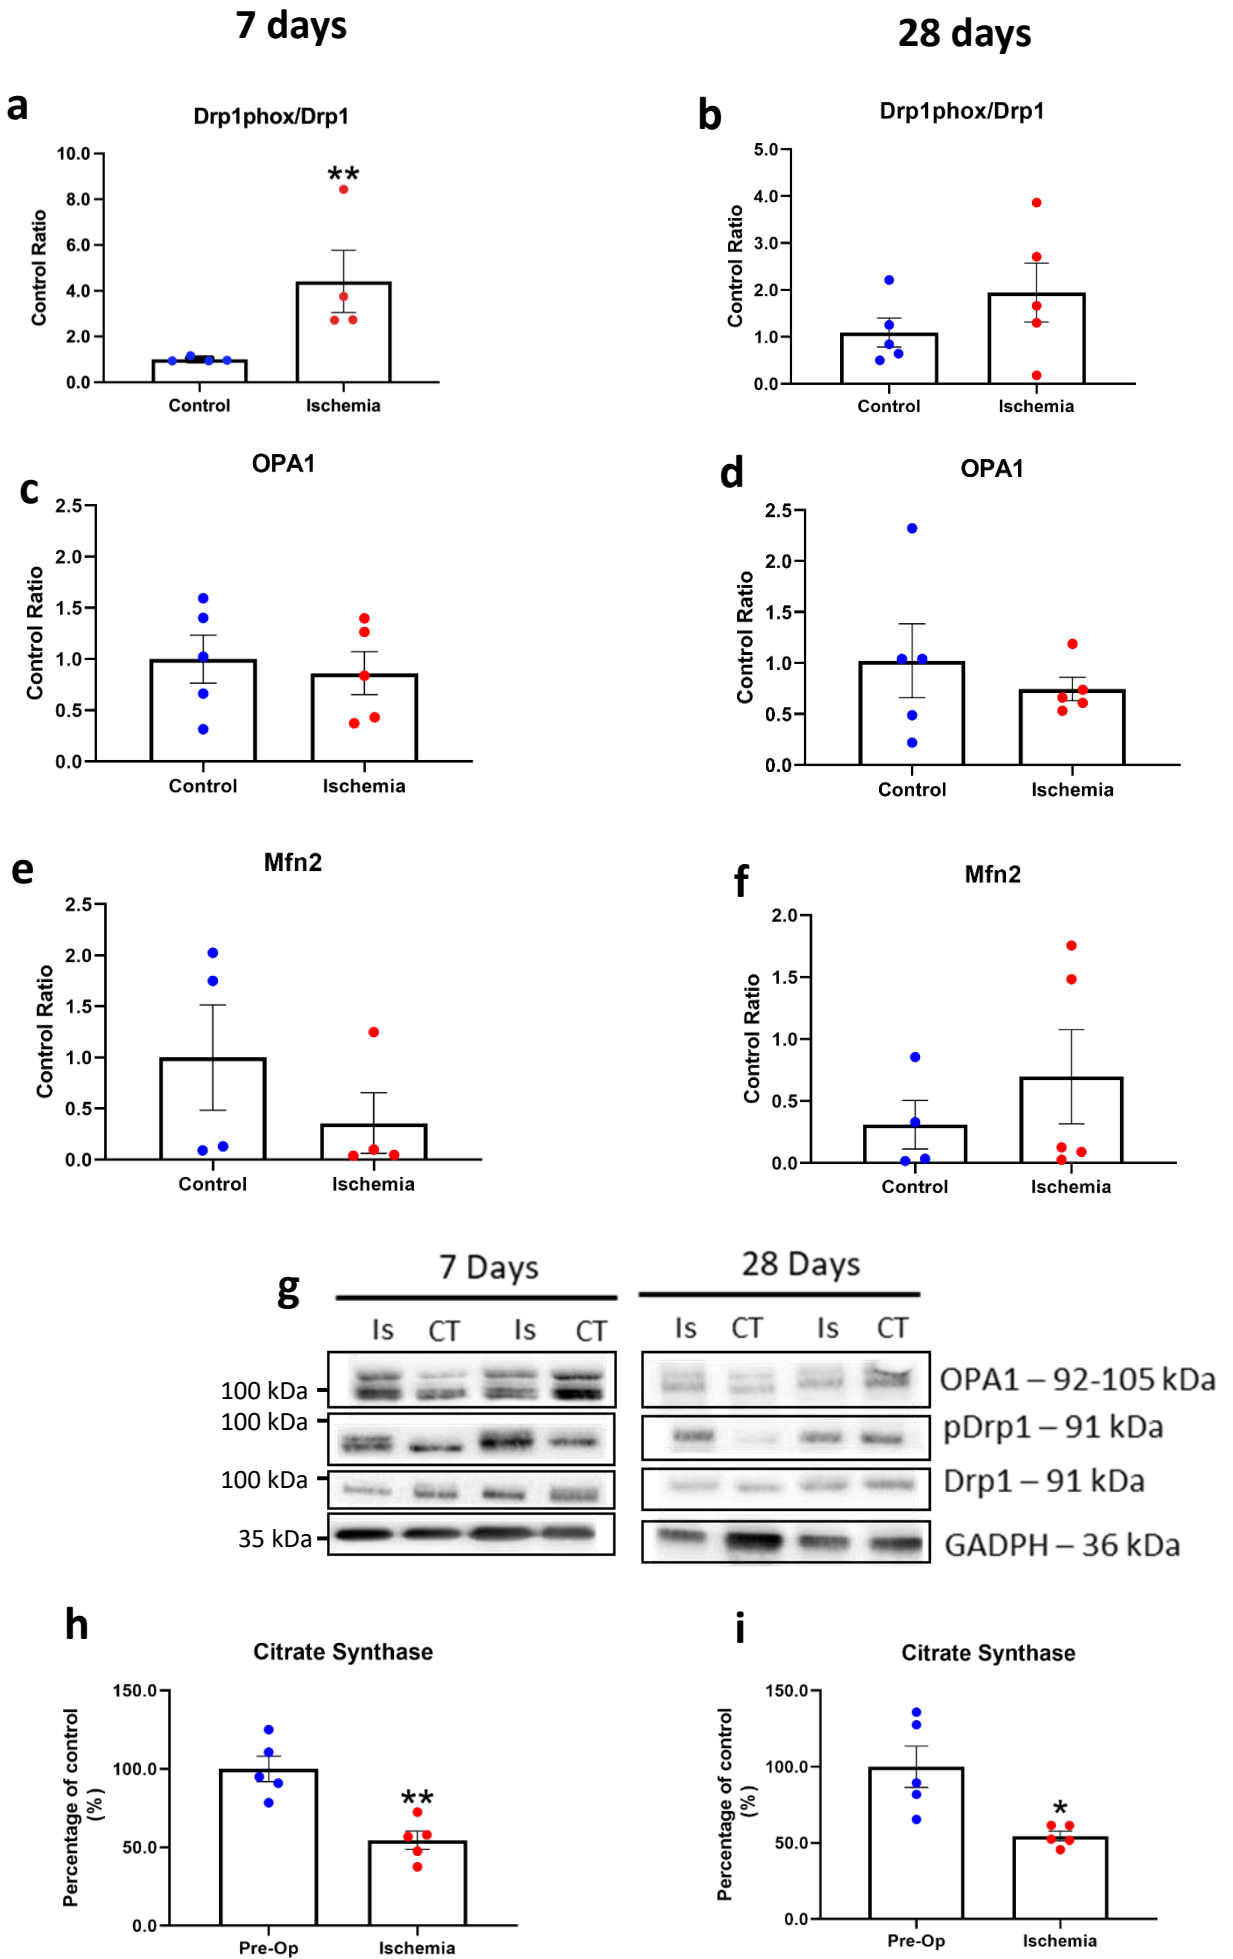 7 days
28 days
a
Drp1phox/Drp1
Control Ratio
10.0
8.0
6.0
4.0
2.0
0.0
**
Control
Ischemia
b
Drp1phox/Drp1
Control Ratio
5.0
4.0
3.0
2.0
1.0
0.0
Control
Ischemia
c
OPA1
Control Ratio
2.5
2.0
1.5
1.0
0.5
0.0
Control
Ischemia
d
OPA1
Control Ratio
2.5
2.0
1.5
1.0
0.5
0.0
Control
Ischemia
e
Mfn2
Control Ratio
2.5
2.0
1.5
1.0
0.5
0.0
Control
Ischemia
f
Mfn2
Control Ratio
2.0
1.5
1.0
0.5
0.0
Control
Ischemia
g
7 Days
28 Days
Is CT Is CT
Is CT Is CT
100 kDa
OPA1 – 92-105 kDa
100 kDa
pDrp1 – 91 kDa
100 kDa
Drp1 – 91 kDa
35 kDa
GADPH – 36 kDa
h
Citrate Synthase
Percentage of control
(%)
150.0
100.0
50.0
0.0
**
Pre-Op
Ischemia
i
Citrate Synthase
Percentage of control
(%)
150.0
100.0
50.0
0.0
*
Pre-Op
Ischemia